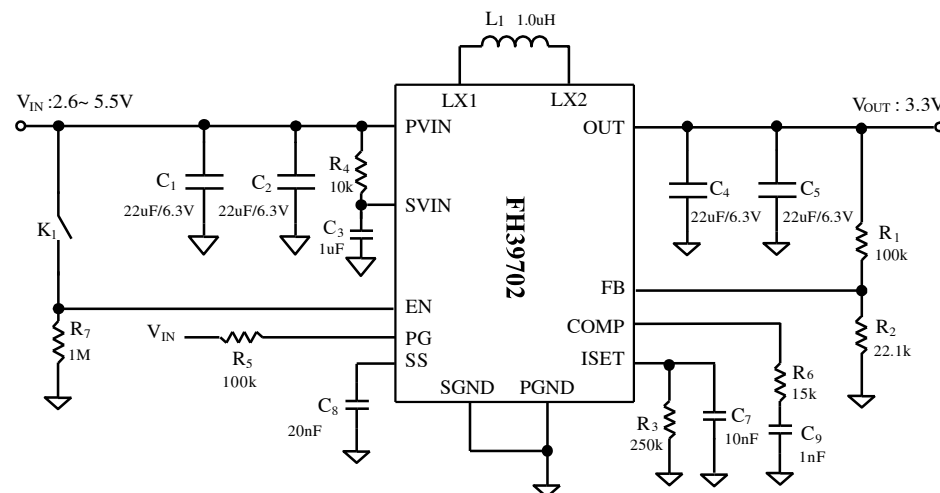 L1 1.0uH
VIN :2.6~ 5.5V
LX1
LX2
VOUT : 3.3V
PVIN
OUT
R4
10k
C1
22uF/6.3V
C2
22uF/6.3V
SVIN
C3
1uF
FH39702
C4
22uF/6.3V
C5
22uF/6.3V
K1
R1
100k
EN
FB
R7
1M
VIN
R5
100k
PG
COMP
R2
22.1k
SS
ISET
C8
20nF
SGND
PGND
R3
250k
C7
10nF
R6
15k
C9
1nF